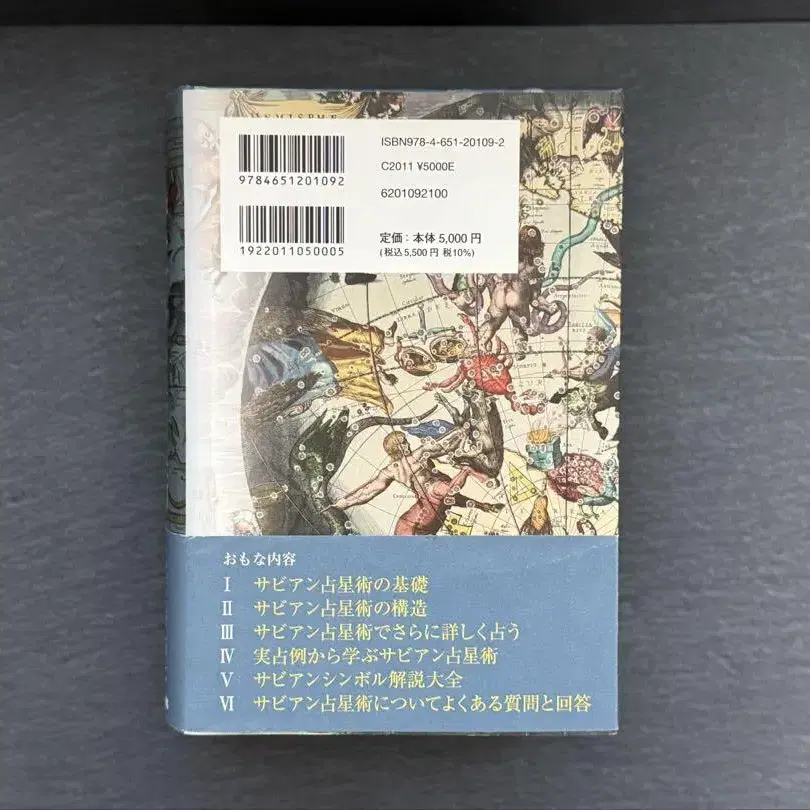 ISBN978-4-651-20109-2
C2011 ¥5000E
9784651201092
6201092100
1922011050005
定価：本体 5,000 円
(税込 5,500 円 税10%)
おもな内容
Ⅰ サビアン占星術の基礎
Ⅱ サビアン占星術の構造
Ⅲ サビアン占星術でさらに詳しく占う
Ⅳ 実占例から学ぶサビアン占星術
Ⅴ サビアンシンボル解説大全
Ⅵ サビアン占星術についてよくある質問と回答